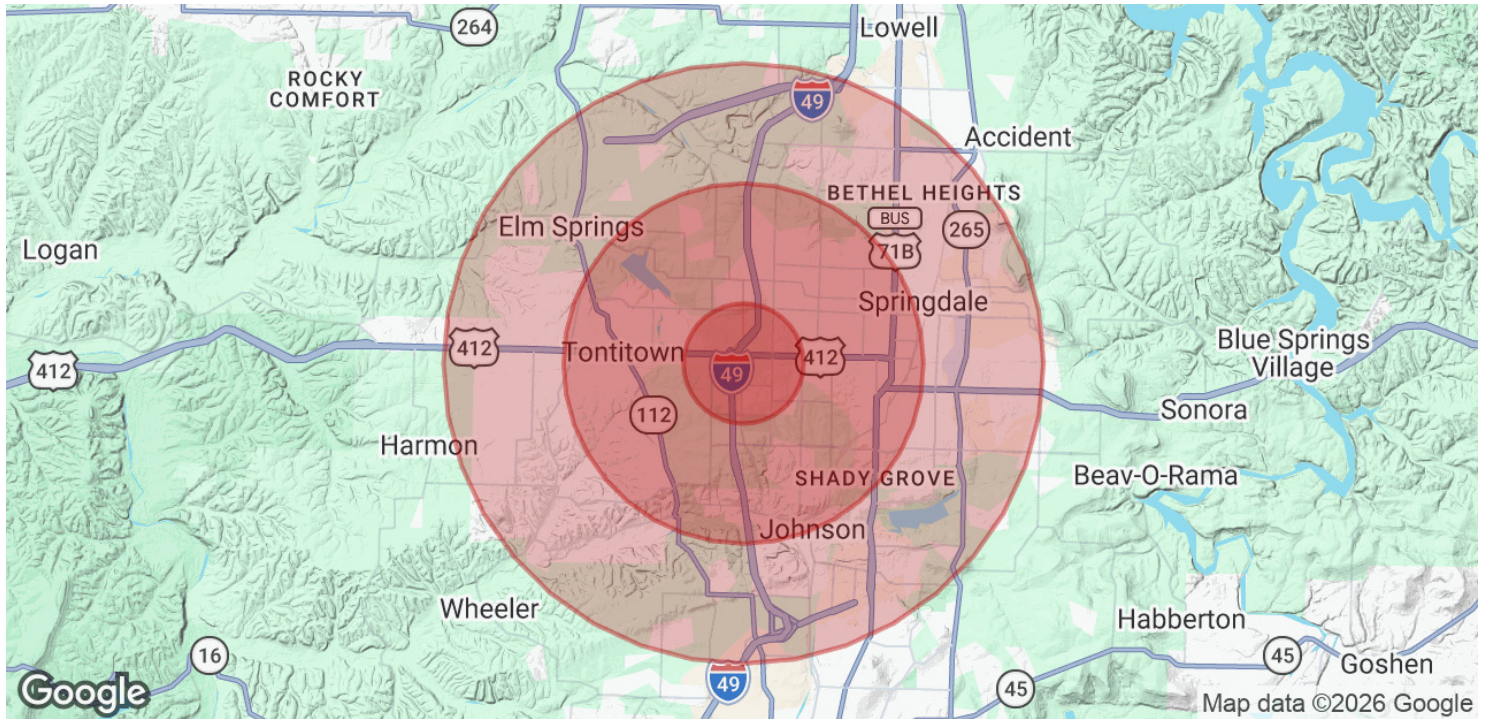 264
Lowell
ROCKY
COMFORT
49
Accident
BETHEL HEIGHTS
BUS
71B
265
Elm Springs
Logan
Springdale
412
Tontitown
412
412
49
Blue Springs
Village
112
Sonora
Harmon
SHADY GROVE
Beav-O-Rama
Johnson
Wheeler
Habberton
16
45
Goshen
49
45
Google
Map data ©2026 Google